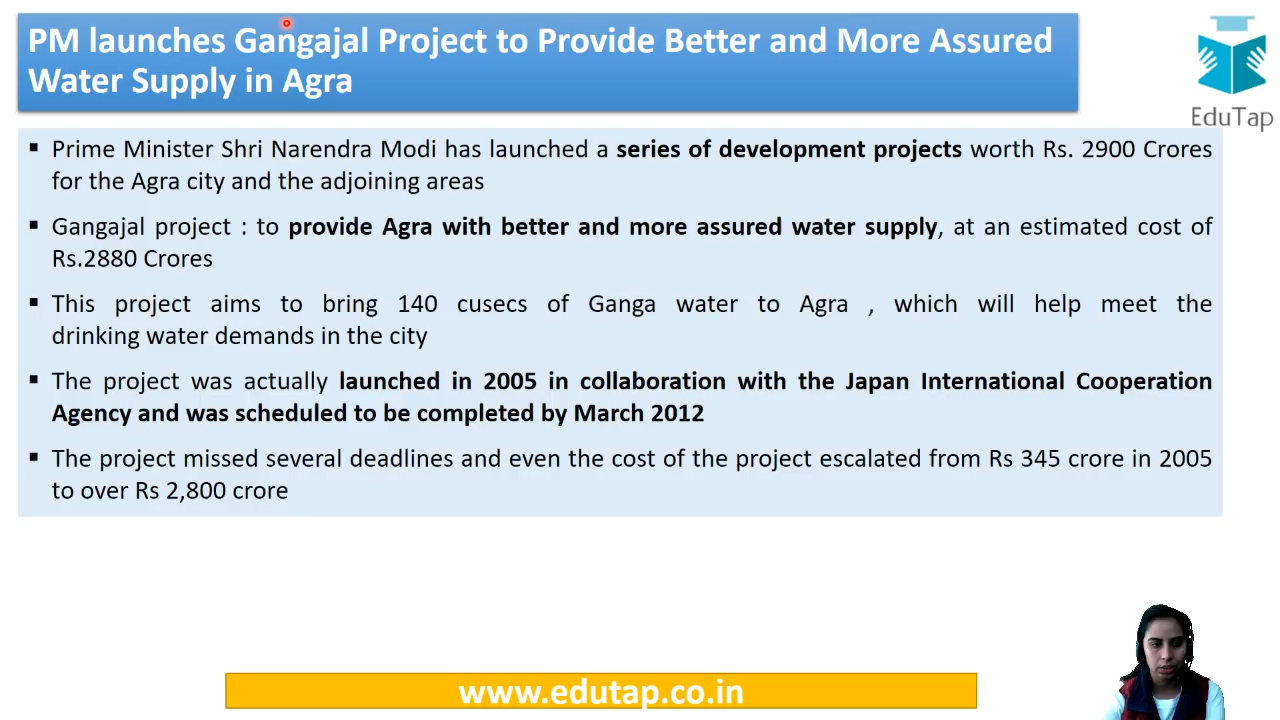 PM launches Gangajal Project to Provide Better and More Assured
Water Supply in Agra
EduTap
▪ Prime Minister Shri Narendra Modi has launched a series of development projects worth Rs. 2900 Crores
for the Agra city and the adjoining areas
▪ Gangajal project : to provide Agra with better and more assured water supply, at an estimated cost of
Rs.2880 Crores
▪ This project aims to bring 140 cusecs of Ganga water to Agra , which will help meet the
drinking water demands in the city
▪ The project was actually launched in 2005 in collaboration with the Japan International Cooperation
Agency and was scheduled to be completed by March 2012
▪ The project missed several deadlines and even the cost of the project escalated from Rs 345 crore in 2005
to over Rs 2,800 crore
www.edutap.co.in